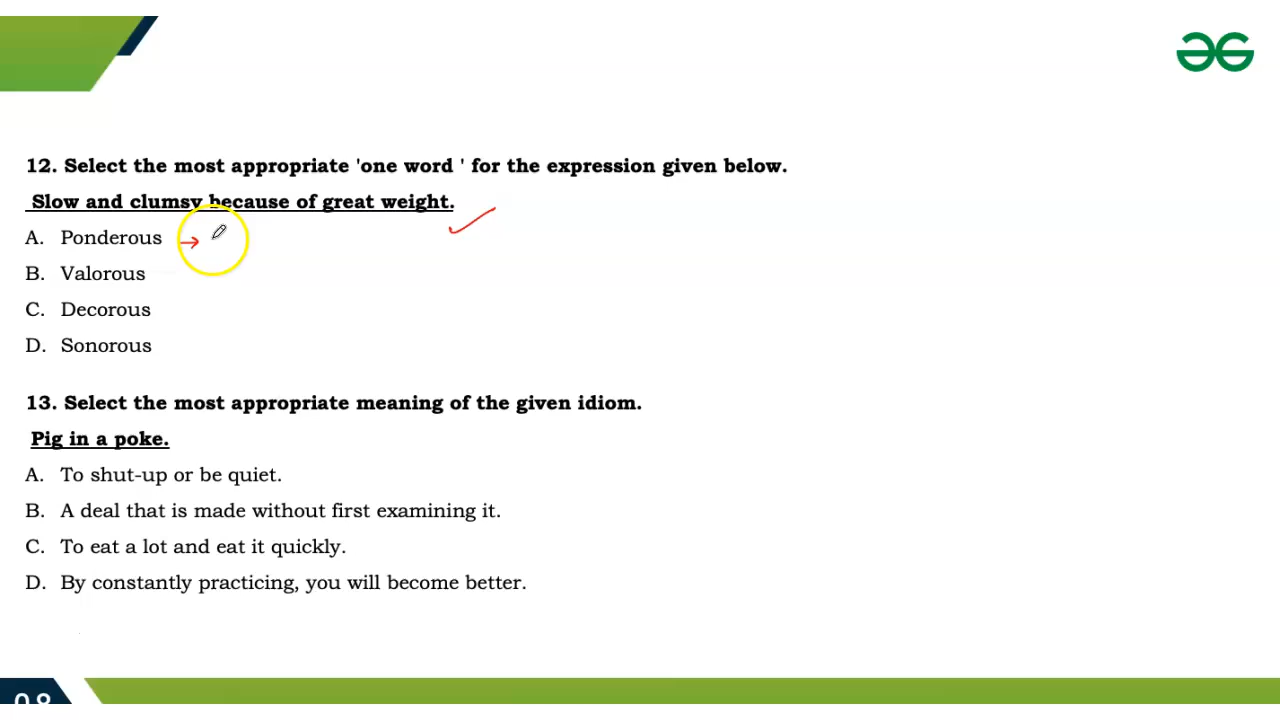 12. Select the most appropriate 'one word ' for the expression given below.
Slow and clumsy because of great weight.
A. Ponderous
B. Valorous
C. Decorous
D. Sonorous
13. Select the most appropriate meaning of the given idiom.
Pig in a poke.
A. To shut-up or be quiet.
B. A deal that is made without first examining it.
C. To eat a lot and eat it quickly.
D. By constantly practicing, you will become better.